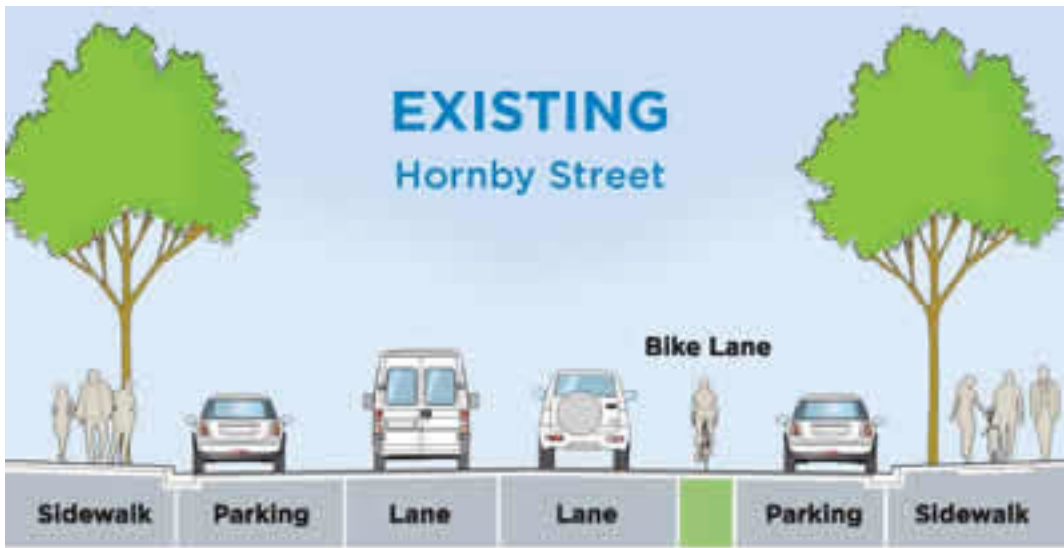 EXISTING
Hornby Street
Bike Lane
Sidewalk Parking Lane Lane Parking Sidewalk